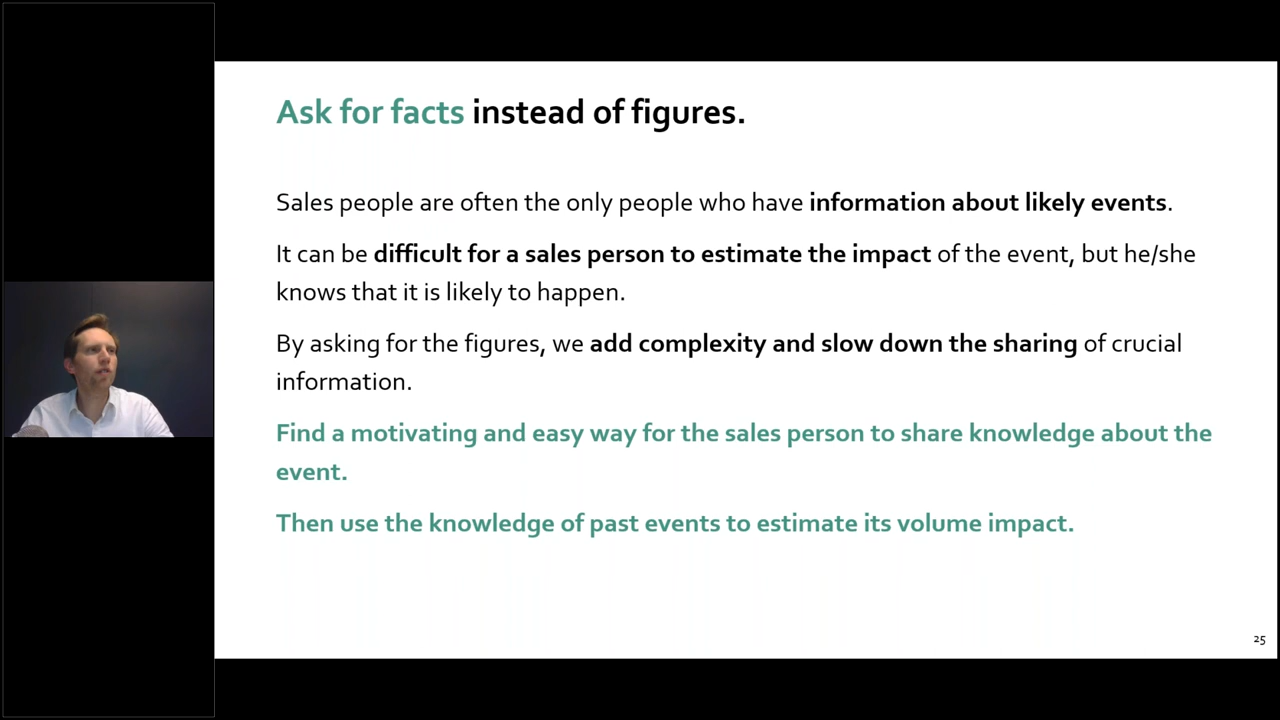 Ask for facts instead of figures.
Sales people are often the only people who have information about likely events.
It can be difficult for a sales person to estimate the impact of the event, but he/she
knows that it is likely to happen.
By asking for the figures, we add complexity and slow down the sharing of crucial
information.
Find a motivating and easy way for the sales person to share knowledge about the
event.
Then use the knowledge of past events to estimate its volume impact.
25